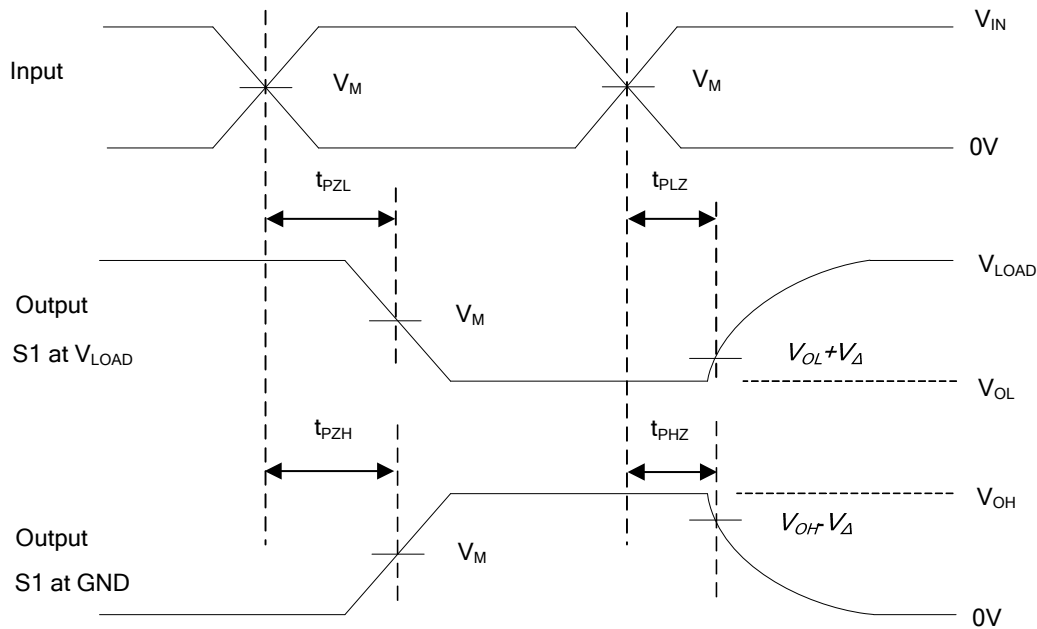 V_IN
Input
V_M V_M
0V
t_PZL t_PLZ
V_LOAD
Output
V_M
S1 at V_LOAD
V_OL+V_Δ
V_OL
t_PZH t_PHZ
V_OH
V_OH-V_Δ
Output
V_M
S1 at GND
0V